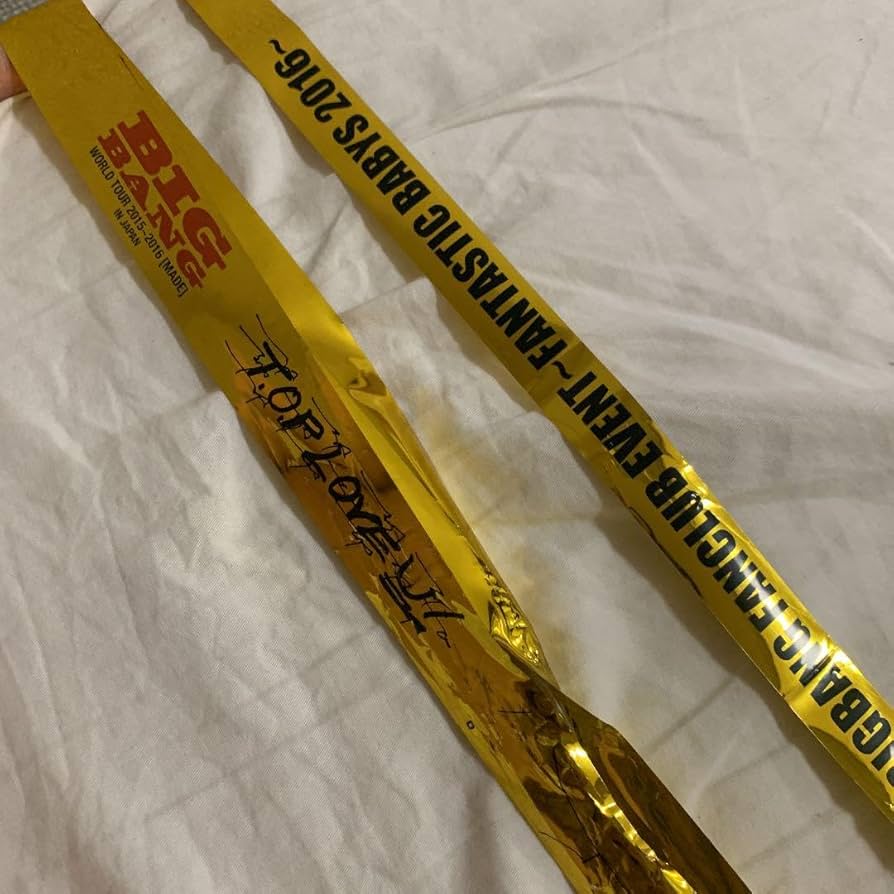 BIG
BANG
WORLD TOUR 2015~2016 [MADE]
IN JAPAN
T.O.P LOVE U!
BIGBANG FANCLUB EVENT~FANTASTIC BABYS 2016~